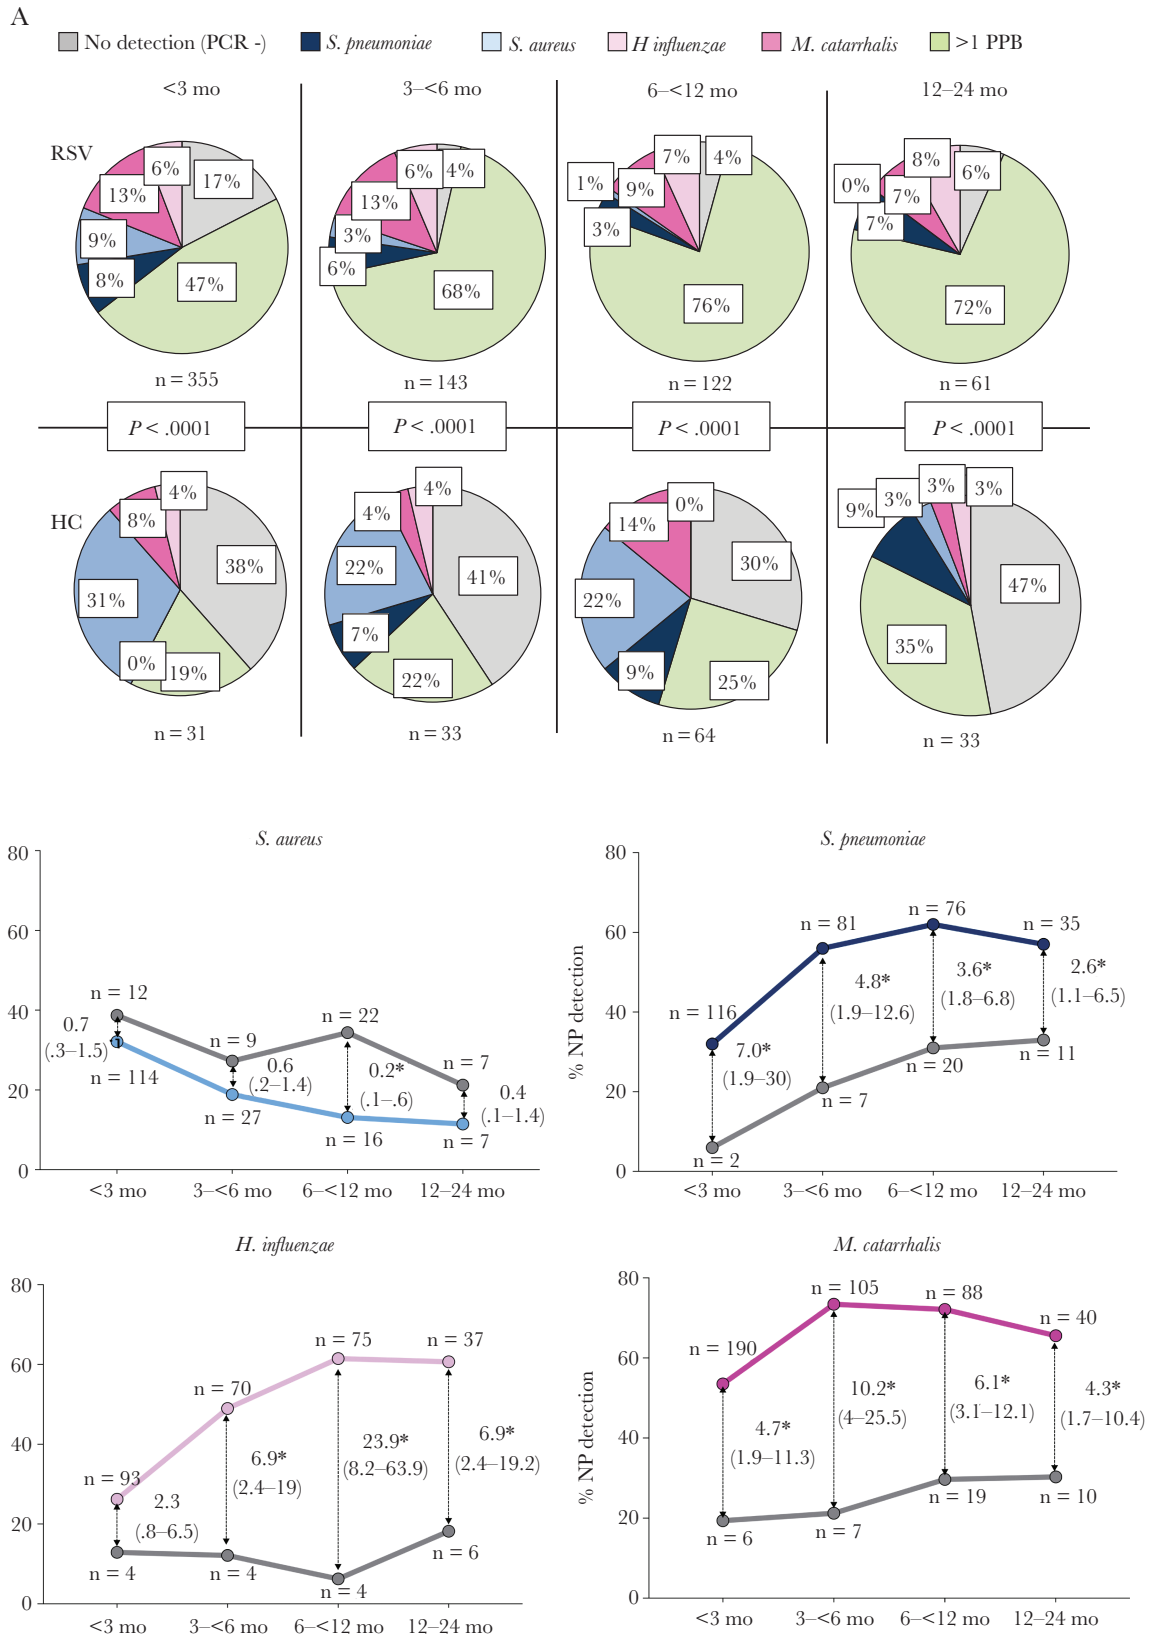 A
No detection (PCR -) S. pneumoniae S. aureus H influenzae M. catarrhalis >1 PPB
<3 mo 3–<6 mo 6–<12 mo 12–24 mo
RSV
6% 17% 13% 9% 8% 47%
6% 4% 13% 3% 6% 68%
7% 4% 1% 9% 3% 76%
8% 6% 0% 7% 7% 72%
n = 355 n = 143 n = 122 n = 61
P < .0001 P < .0001 P < .0001 P < .0001
HC
4% 8% 38% 31% 0% 19%
4% 4% 22% 41% 7% 22%
0% 14% 30% 22% 9% 25%
3% 3% 3% 9% 47% 35%
n = 31 n = 33 n = 64 n = 33
S. aureus
80
60
40
20
0
n = 12
n = 9
n = 22
n = 7
0.7
(.3–1.5)
0.6
(.2–1.4)
0.2*
(.1–.6)
0.4
(.1–1.4)
n = 114
n = 27
n = 16
n = 7
<3 mo 3–<6 mo 6–<12 mo 12–24 mo
S. pneumoniae
% NP detection
80
60
40
20
0
n = 116
n = 81
n = 76
n = 35
7.0*
(1.9–30)
4.8*
(1.9–12.6)
3.6*
(1.8–6.8)
2.6*
(1.1–6.5)
n = 2
n = 7
n = 20
n = 11
<3 mo 3–<6 mo 6–<12 mo 12–24 mo
H. influenzae
80
60
40
20
0
n = 93
n = 70
n = 75
n = 37
2.3
(.8–6.5)
6.9*
(2.4–19)
23.9*
(8.2–63.9)
6.9*
(2.4–19.2)
n = 4
n = 4
n = 4
n = 6
<3 mo 3–<6 mo 6–<12 mo 12–24 mo
M. catarrhalis
% NP detection
80
60
40
20
0
n = 190
n = 105
n = 88
n = 40
4.7*
(1.9–11.3)
10.2*
(4–25.5)
6.1*
(3.1–12.1)
4.3*
(1.7–10.4)
n = 6
n = 7
n = 19
n = 10
<3 mo 3–<6 mo 6–<12 mo 12–24 mo